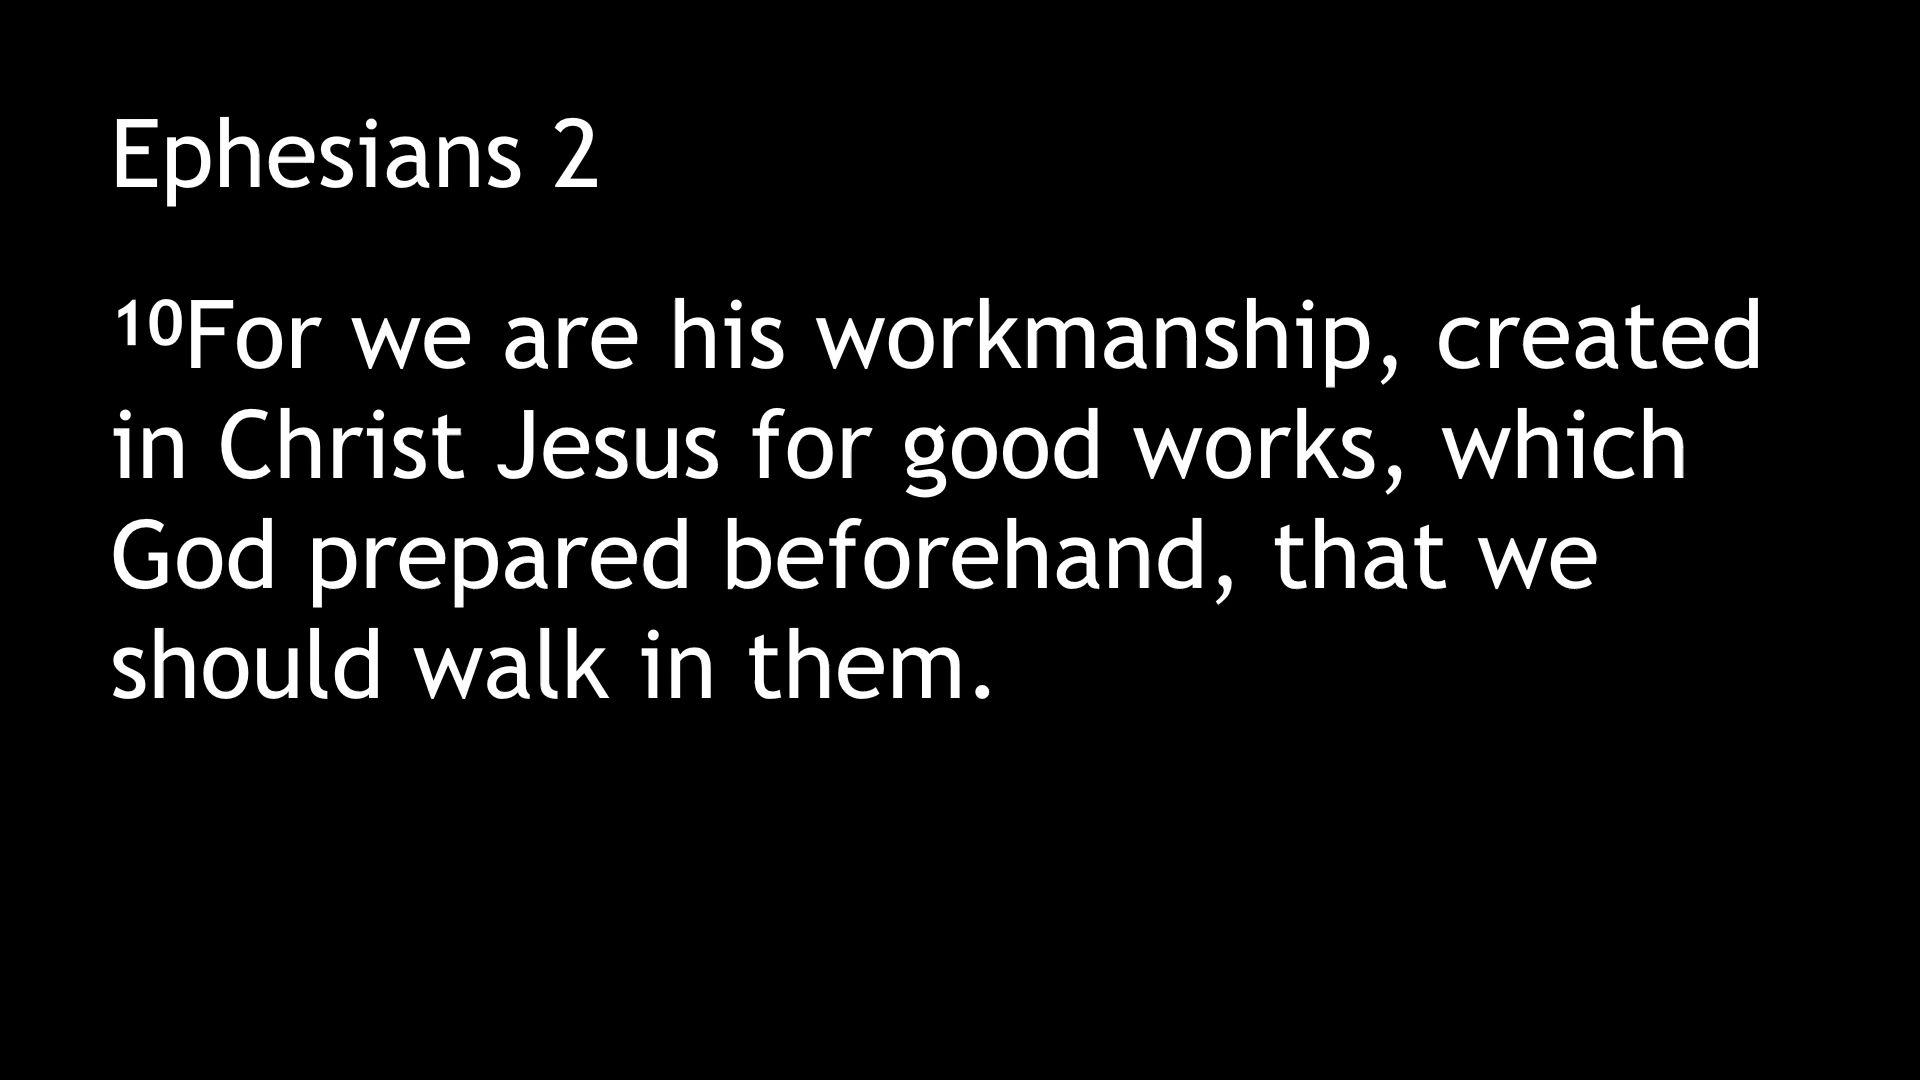 Ephesians 2
¹⁰For we are his workmanship, created
in Christ Jesus for good works, which
God prepared beforehand, that we
should walk in them.